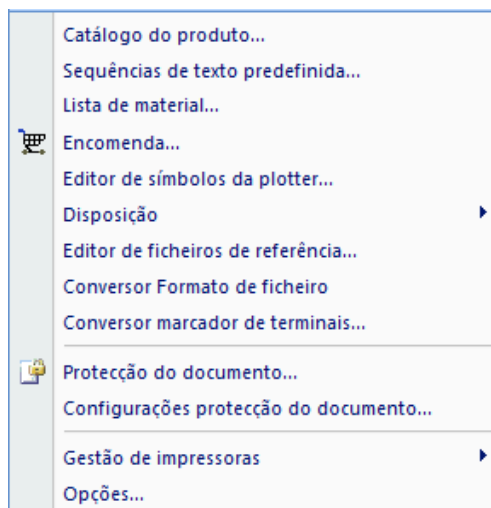 Catálogo do produto...
Sequências de texto predefinida...
Lista de material...
Encomenda...
Editor de símbolos da plotter...
Disposição
Editor de ficheiros de referência...
Conversor Formato de ficheiro
Conversor marcador de terminais...
Protecção do documento...
Configurações protecção do documento...
Gestão de impressoras
Opções...